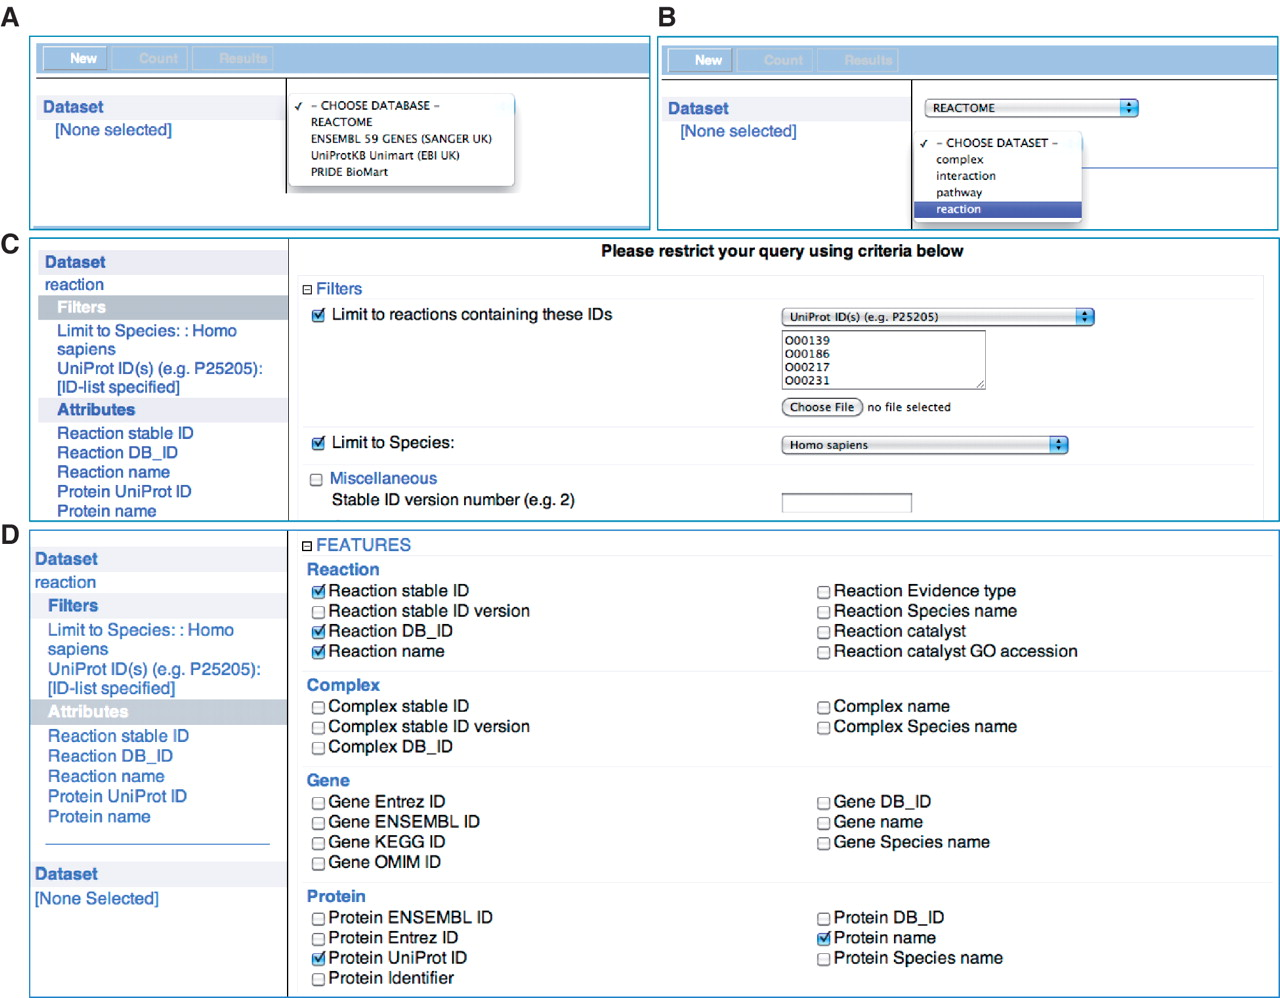 A
New Count Results
Dataset
[None selected]
✓ – CHOOSE DATABASE –
REACTOME
ENSEMBL 59 GENES (SANGER UK)
UniProtKB Unimart (EBI UK)
PRIDE BioMart
B
New Count Results
Dataset
[None selected]
REACTOME
✓ – CHOOSE DATASET –
complex
interaction
pathway
reaction
C
Dataset
reaction
Filters
Limit to Species: : Homo
sapiens
UniProt ID(s) (e.g. P25205):
[ID-list specified]
Attributes
Reaction stable ID
Reaction DB_ID
Reaction name
Protein UniProt ID
Protein name
Please restrict your query using criteria below
Filters
Limit to reactions containing these IDs
UniProt ID(s) (e.g. P25205)
O00139
O00186
O00217
O00231
Choose File no file selected
Limit to Species:
Homo sapiens
Miscellaneous
Stable ID version number (e.g. 2)
D
Dataset
reaction
Filters
Limit to Species: : Homo
sapiens
UniProt ID(s) (e.g. P25205):
[ID-list specified]
Attributes
Reaction stable ID
Reaction DB_ID
Reaction name
Protein UniProt ID
Protein name
Dataset
[None Selected]
FEATURES
Reaction
Reaction stable ID
Reaction stable ID version
Reaction DB_ID
Reaction name
Reaction Evidence type
Reaction Species name
Reaction catalyst
Reaction catalyst GO accession
Complex
Complex stable ID
Complex stable ID version
Complex DB_ID
Complex name
Complex Species name
Gene
Gene Entrez ID
Gene ENSEMBL ID
Gene KEGG ID
Gene OMIM ID
Gene DB_ID
Gene name
Gene Species name
Protein
Protein ENSEMBL ID
Protein Entrez ID
Protein UniProt ID
Protein Identifier
Protein DB_ID
Protein name
Protein Species name